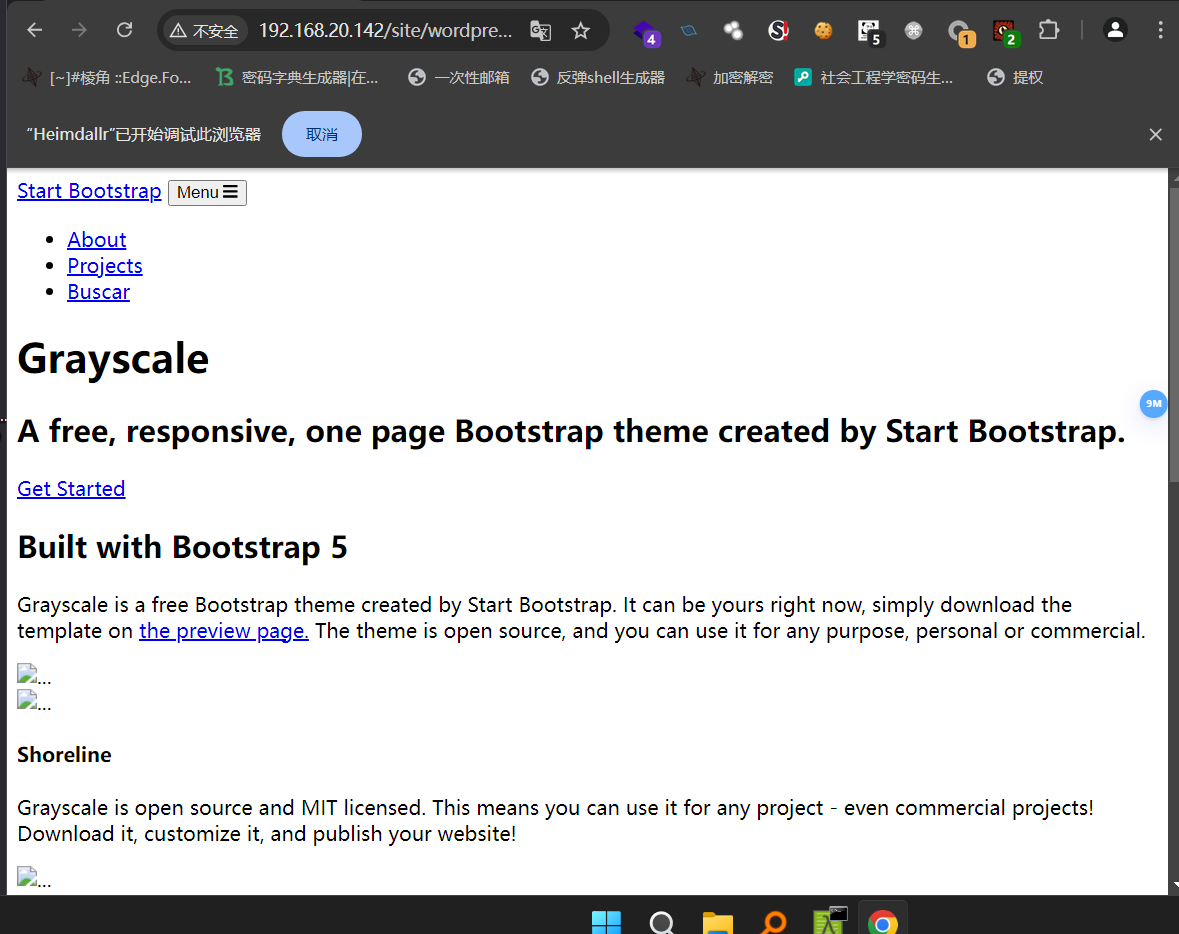 不安全 192.168.20.142/site/wordpre... 4 5 1 2
[~]#棱角 ::Edge.Fo... 密码字典生成器|在... 一次性邮箱 反弹shell生成器 加密解密 社会工程学密码生... 提权
"Heimdallr"已开始调试此浏览器 取消
Start Bootstrap Menu
About
Projects
Buscar
Grayscale
A free, responsive, one page Bootstrap theme created by Start Bootstrap.
9M
Get Started
Built with Bootstrap 5
Grayscale is a free Bootstrap theme created by Start Bootstrap. It can be yours right now, simply download the
template on the preview page. The theme is open source, and you can use it for any purpose, personal or commercial.
...
...
Shoreline
Grayscale is open source and MIT licensed. This means you can use it for any project - even commercial projects!
Download it, customize it, and publish your website!
...